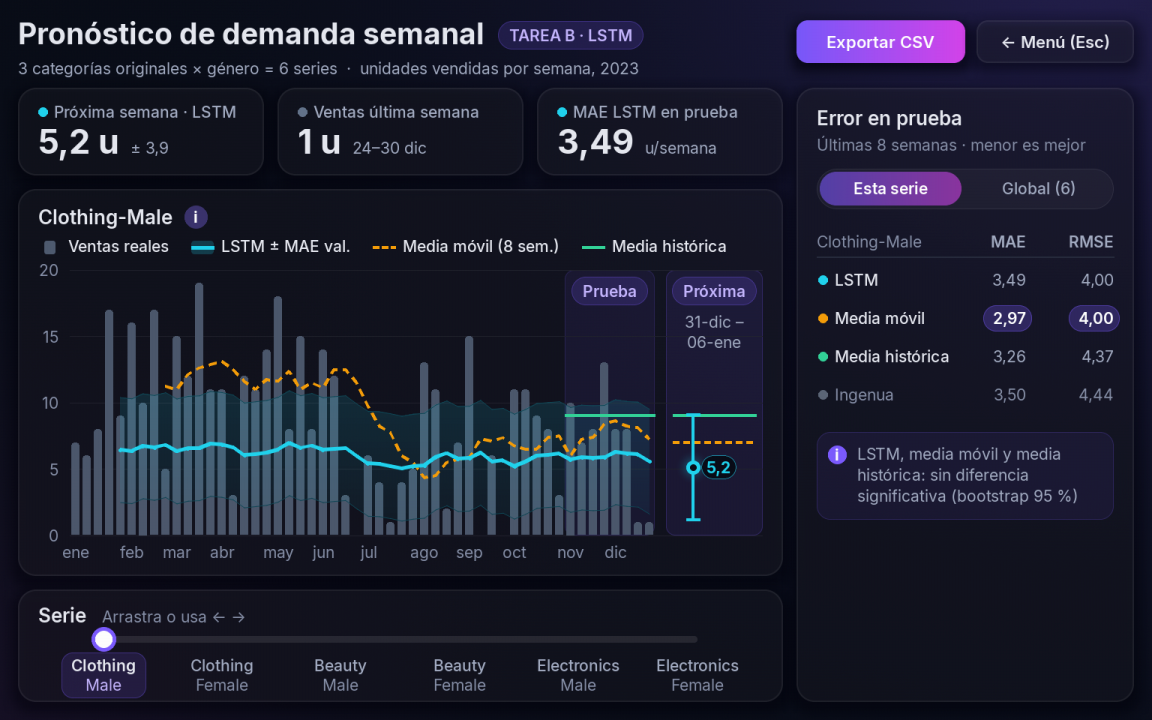 Pronóstico de demanda semanal
TAREA B · LSTM
3 categorías originales × género = 6 series · unidades vendidas por semana, 2023
Exportar CSV
← Menú (Esc)
Próxima semana · LSTM
5,2 u ± 3,9
Ventas última semana
1 u 24–30 dic
MAE LSTM en prueba
3,49 u/semana
Clothing-Male i
Ventas reales
LSTM ± MAE val.
Media móvil (8 sem.)
Media histórica
20
15
10
5
0
Prueba
Próxima
31-dic –
06-ene
5,2
ene feb mar abr may jun jul ago sep oct nov dic
Serie Arrastra o usa ← →
Clothing
Male
Clothing
Female
Beauty
Male
Beauty
Female
Electronics
Male
Electronics
Female
Error en prueba
Últimas 8 semanas · menor es mejor
Esta serie
Global (6)
Clothing-Male MAE RMSE
LSTM 3,49 4,00
Media móvil 2,97 4,00
Media histórica 3,26 4,37
Ingenua 3,50 4,44
i
LSTM, media móvil y media
histórica: sin diferencia
significativa (bootstrap 95 %)